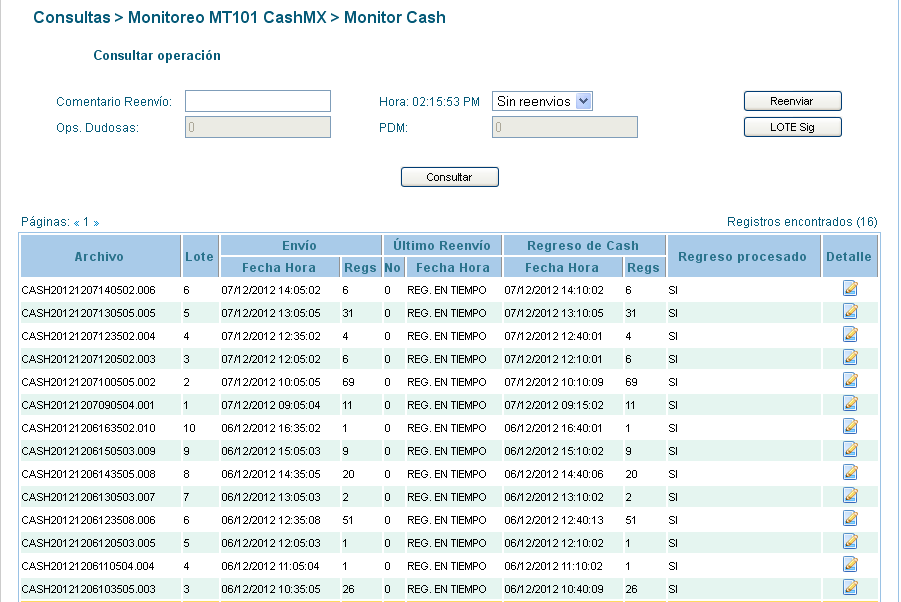 Consultas > Monitoreo MT101 CashMX > Monitor Cash
Consultar operación
Comentario Reenvío: Hora: 02:15:53 PM Sin reenvios Reenviar
Ops. Dudosas: 0 PDM: 0 LOTE Sig
Consultar
Páginas: « 1 » Registros encontrados (16)
Archivo Lote Envío Último Reenvío Regreso de Cash Regreso procesado Detalle
Fecha Hora Regs No Fecha Hora Fecha Hora Regs
CASH20121207140502.006 6 07/12/2012 14:05:02 6 0 REG. EN TIEMPO 07/12/2012 14:10:02 6 SI
CASH20121207130505.005 5 07/12/2012 13:05:05 31 0 REG. EN TIEMPO 07/12/2012 13:10:05 31 SI
CASH20121207123502.004 4 07/12/2012 12:35:02 4 0 REG. EN TIEMPO 07/12/2012 12:40:01 4 SI
CASH20121207120502.003 3 07/12/2012 12:05:02 6 0 REG. EN TIEMPO 07/12/2012 12:10:01 6 SI
CASH20121207100505.002 2 07/12/2012 10:05:05 69 0 REG. EN TIEMPO 07/12/2012 10:10:09 69 SI
CASH20121207090504.001 1 07/12/2012 09:05:04 11 0 REG. EN TIEMPO 07/12/2012 09:15:02 11 SI
CASH20121206163502.010 10 06/12/2012 16:35:02 1 0 REG. EN TIEMPO 06/12/2012 16:40:01 1 SI
CASH20121206150503.009 9 06/12/2012 15:05:03 9 0 REG. EN TIEMPO 06/12/2012 15:10:02 9 SI
CASH20121206143505.008 8 06/12/2012 14:35:05 20 0 REG. EN TIEMPO 06/12/2012 14:40:06 20 SI
CASH20121206130503.007 7 06/12/2012 13:05:03 2 0 REG. EN TIEMPO 06/12/2012 13:10:02 2 SI
CASH20121206123508.006 6 06/12/2012 12:35:08 51 0 REG. EN TIEMPO 06/12/2012 12:40:13 51 SI
CASH20121206120503.005 5 06/12/2012 12:05:03 1 0 REG. EN TIEMPO 06/12/2012 12:10:02 1 SI
CASH20121206110504.004 4 06/12/2012 11:05:04 1 0 REG. EN TIEMPO 06/12/2012 11:10:02 1 SI
CASH20121206103505.003 3 06/12/2012 10:35:05 26 0 REG. EN TIEMPO 06/12/2012 10:40:09 26 SI